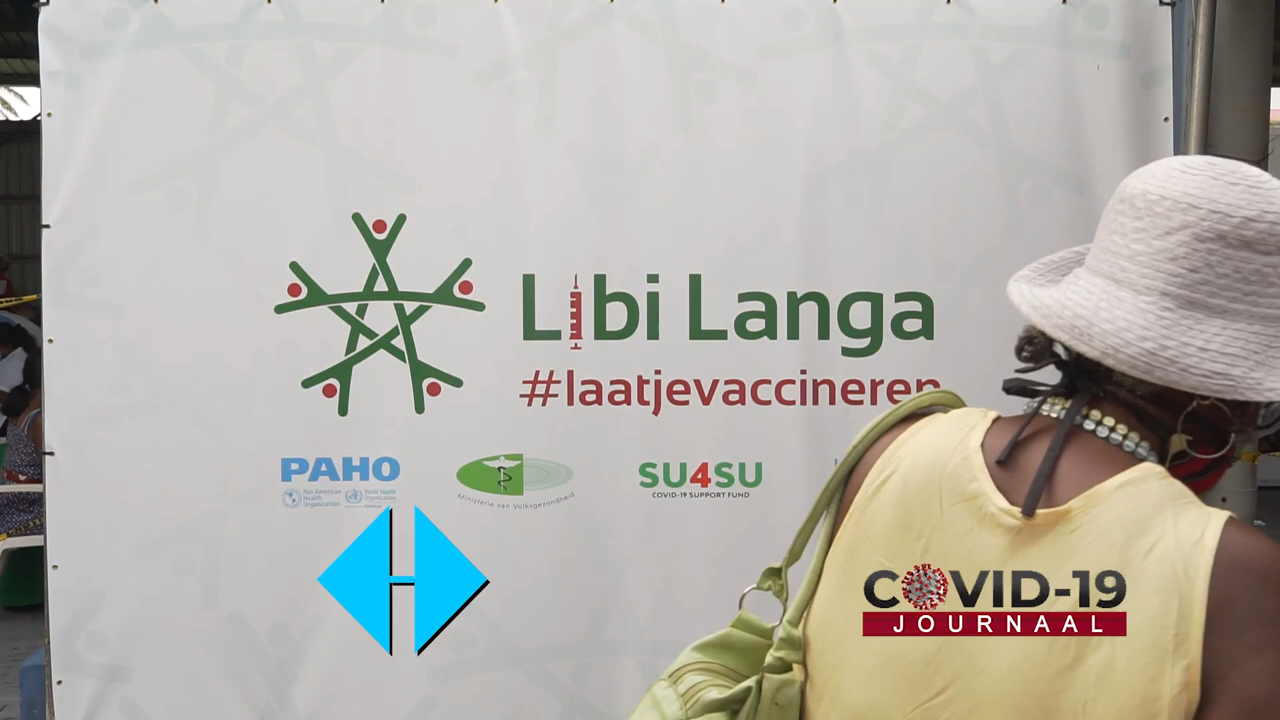 Libi Langa
#laatjevaccineren
PAHO
Pan American
Health
Organization
World Health
Organization
Ministerie van Volksgezondheid
SU4SU
COVID-19 SUPPORT FUND
COVID-19
JOURNAAL